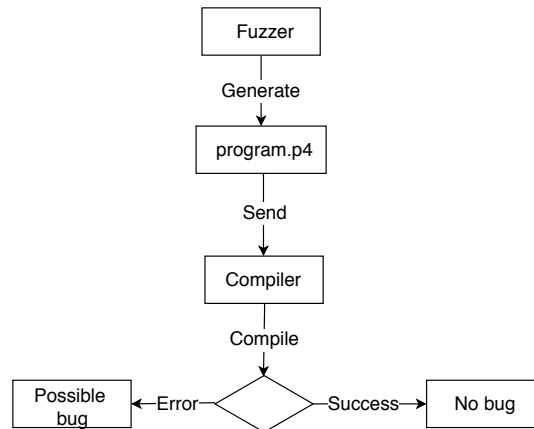 Fuzzer
Generate
program.p4
Send
Compiler
Compile
Possible
bug
Error
Success
No bug